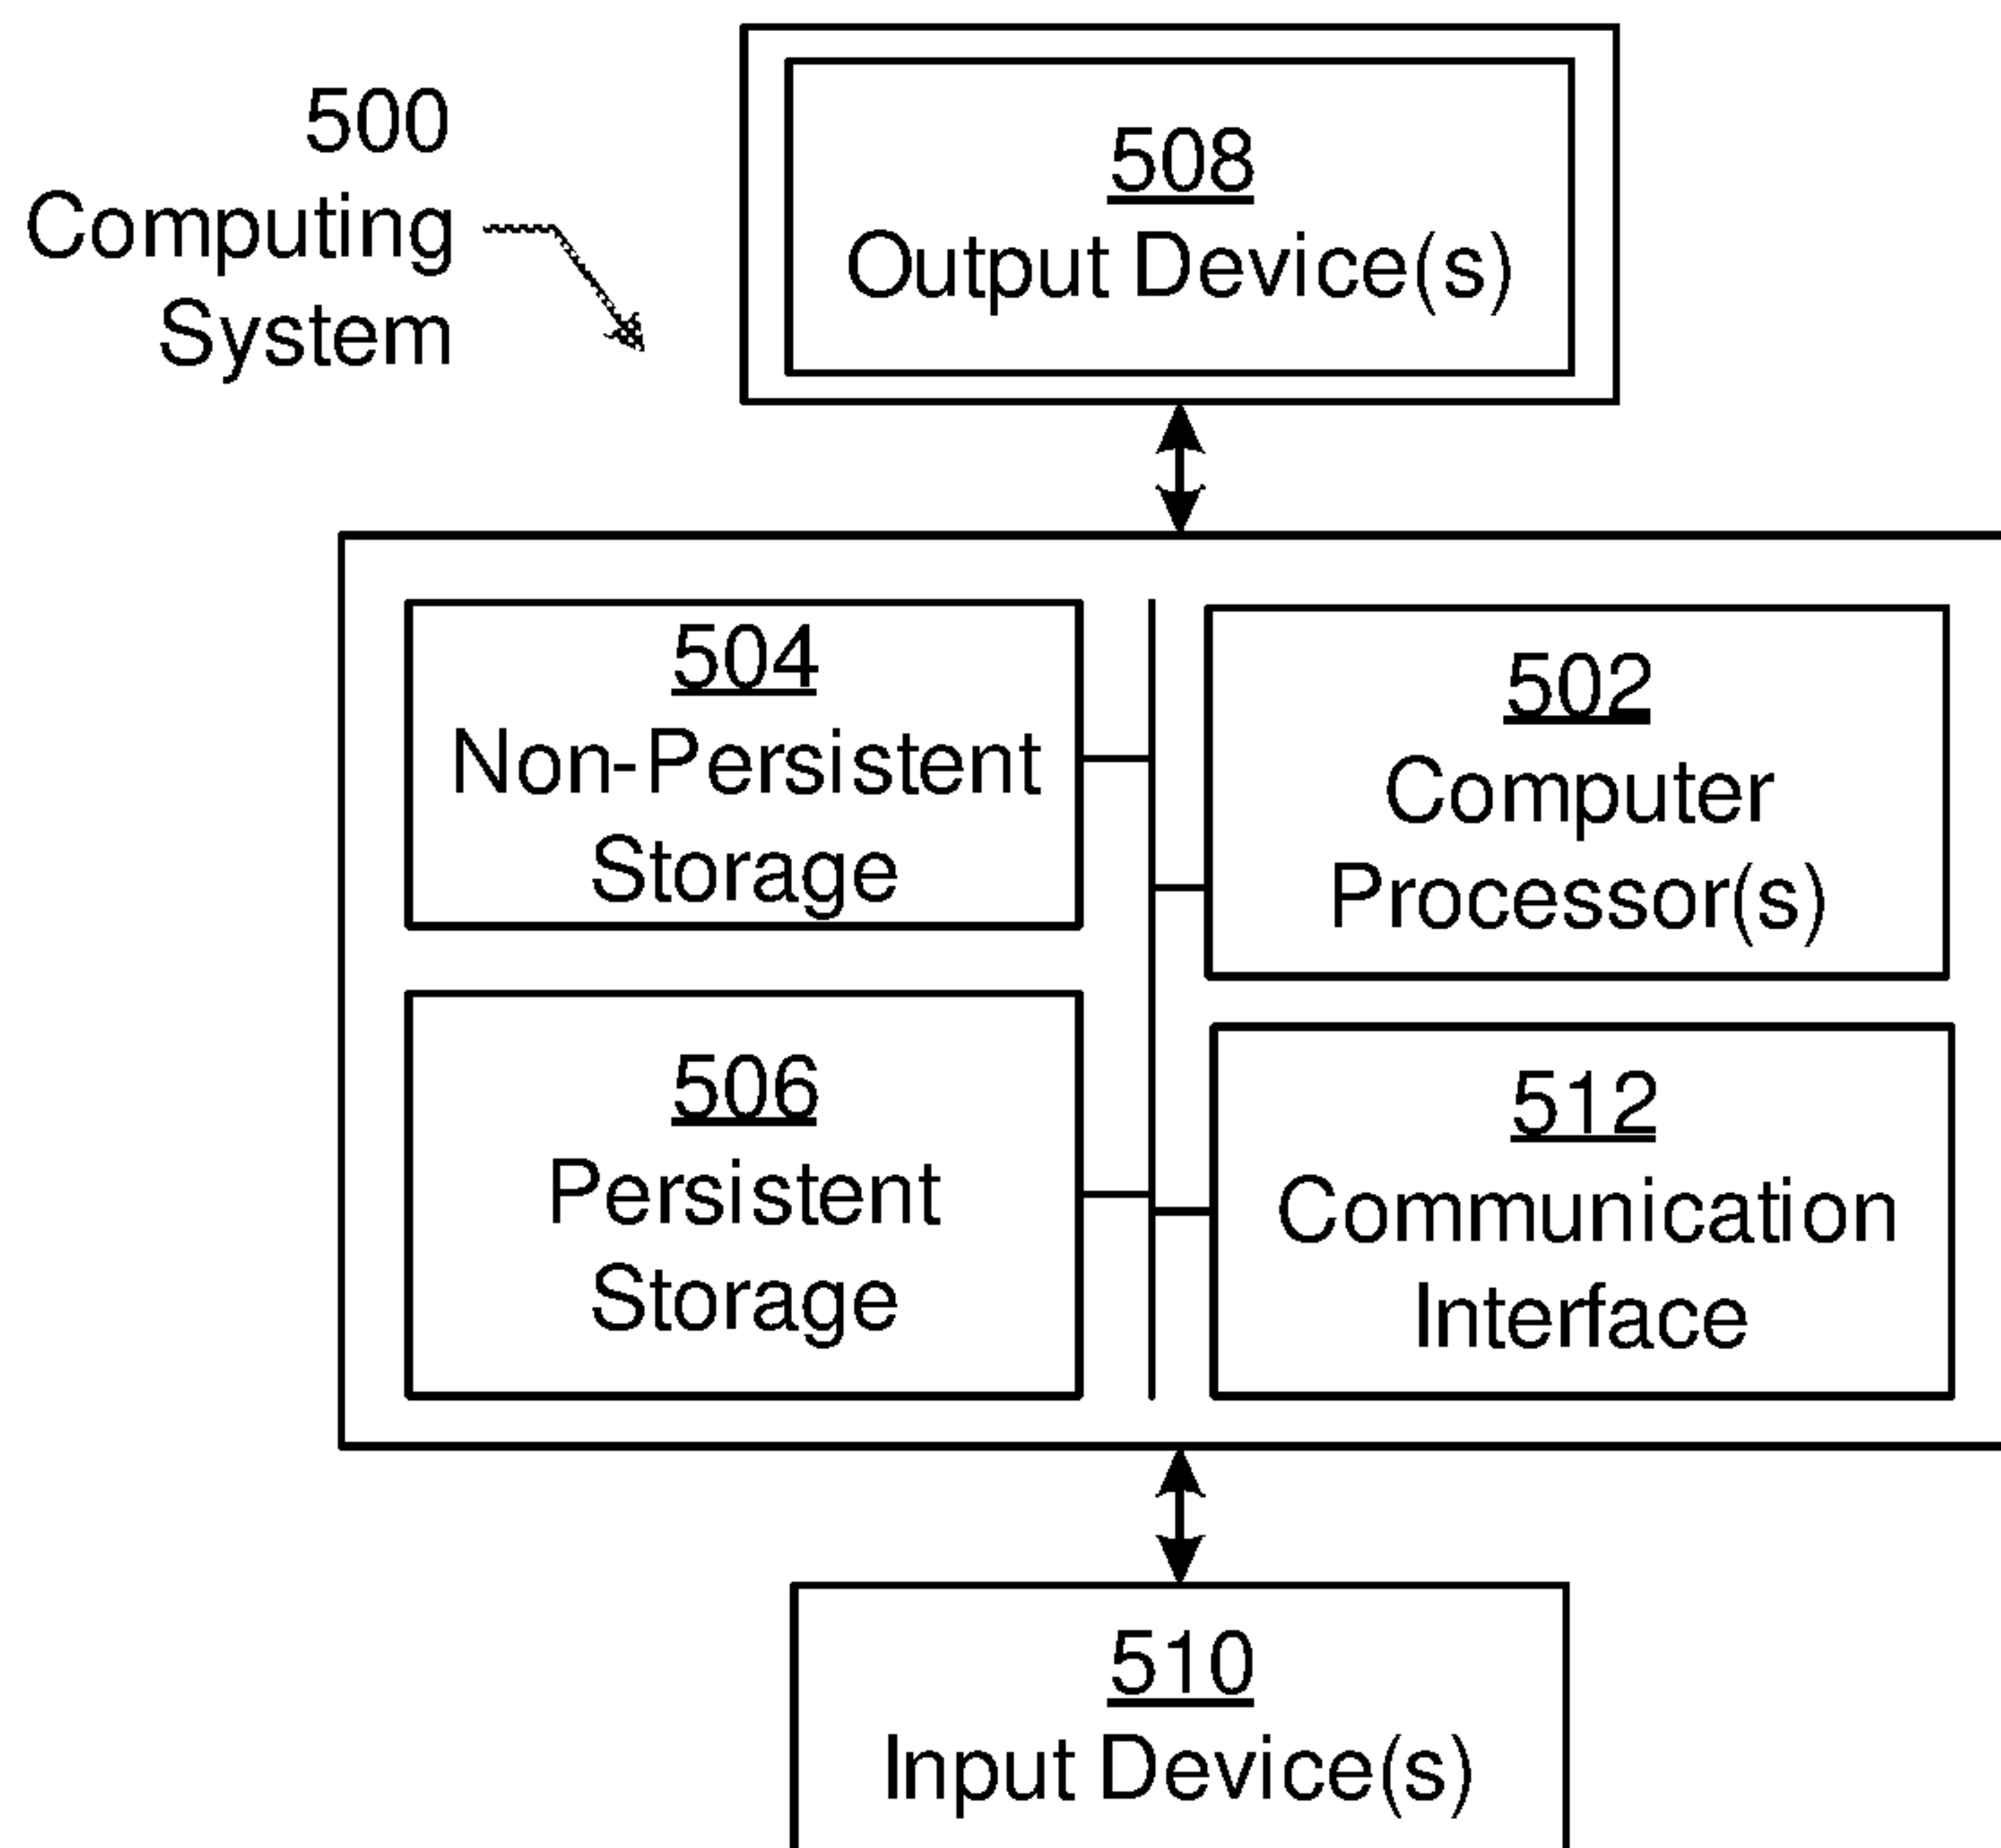 500
Computing
System
508
Output Device(s)
504
Non-Persistent
Storage
502
Computer
Processor(s)
506
Persistent
Storage
512
Communication
Interface
510
Input Device(s)